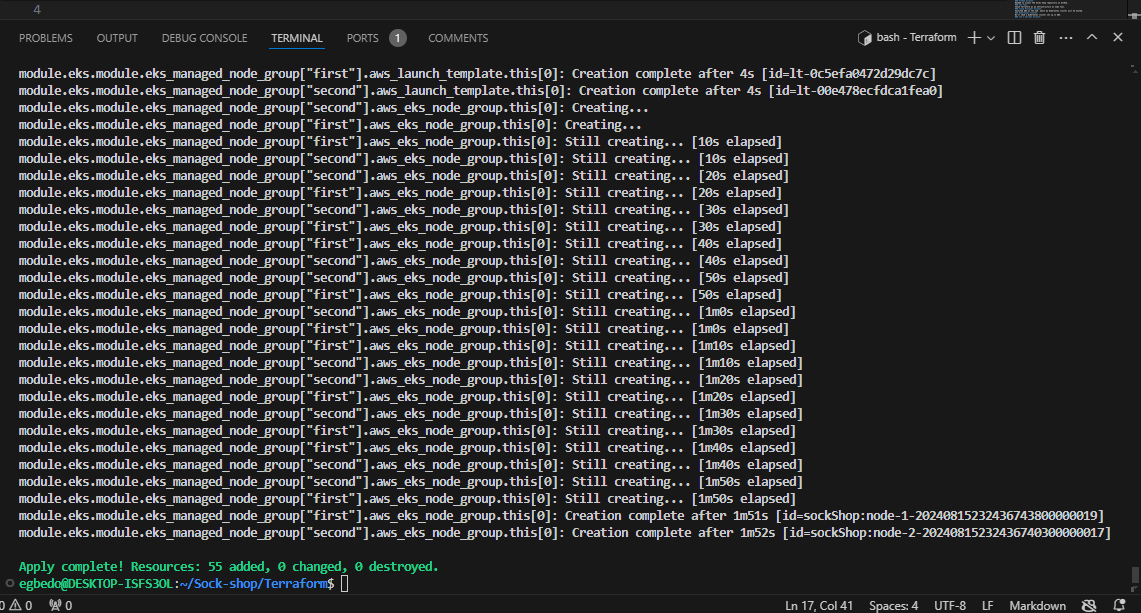 4
PROBLEMS OUTPUT DEBUG CONSOLE TERMINAL PORTS 1 COMMENTS bash - Terraform
module.eks.module.eks_managed_node_group["first"].aws_launch_template.this[0]: Creation complete after 4s [id=lt-0c5efa0472d29dc7c]
module.eks.module.eks_managed_node_group["second"].aws_launch_template.this[0]: Creation complete after 4s [id=lt-00e478ecfdca1fea0]
module.eks.module.eks_managed_node_group["second"].aws_eks_node_group.this[0]: Creating...
module.eks.module.eks_managed_node_group["first"].aws_eks_node_group.this[0]: Creating...
module.eks.module.eks_managed_node_group["first"].aws_eks_node_group.this[0]: Still creating... [10s elapsed]
module.eks.module.eks_managed_node_group["second"].aws_eks_node_group.this[0]: Still creating... [10s elapsed]
module.eks.module.eks_managed_node_group["second"].aws_eks_node_group.this[0]: Still creating... [20s elapsed]
module.eks.module.eks_managed_node_group["first"].aws_eks_node_group.this[0]: Still creating... [20s elapsed]
module.eks.module.eks_managed_node_group["second"].aws_eks_node_group.this[0]: Still creating... [30s elapsed]
module.eks.module.eks_managed_node_group["first"].aws_eks_node_group.this[0]: Still creating... [30s elapsed]
module.eks.module.eks_managed_node_group["first"].aws_eks_node_group.this[0]: Still creating... [40s elapsed]
module.eks.module.eks_managed_node_group["second"].aws_eks_node_group.this[0]: Still creating... [40s elapsed]
module.eks.module.eks_managed_node_group["second"].aws_eks_node_group.this[0]: Still creating... [50s elapsed]
module.eks.module.eks_managed_node_group["first"].aws_eks_node_group.this[0]: Still creating... [50s elapsed]
module.eks.module.eks_managed_node_group["second"].aws_eks_node_group.this[0]: Still creating... [1m0s elapsed]
module.eks.module.eks_managed_node_group["first"].aws_eks_node_group.this[0]: Still creating... [1m0s elapsed]
module.eks.module.eks_managed_node_group["first"].aws_eks_node_group.this[0]: Still creating... [1m10s elapsed]
module.eks.module.eks_managed_node_group["second"].aws_eks_node_group.this[0]: Still creating... [1m10s elapsed]
module.eks.module.eks_managed_node_group["second"].aws_eks_node_group.this[0]: Still creating... [1m20s elapsed]
module.eks.module.eks_managed_node_group["first"].aws_eks_node_group.this[0]: Still creating... [1m20s elapsed]
module.eks.module.eks_managed_node_group["second"].aws_eks_node_group.this[0]: Still creating... [1m30s elapsed]
module.eks.module.eks_managed_node_group["first"].aws_eks_node_group.this[0]: Still creating... [1m30s elapsed]
module.eks.module.eks_managed_node_group["first"].aws_eks_node_group.this[0]: Still creating... [1m40s elapsed]
module.eks.module.eks_managed_node_group["second"].aws_eks_node_group.this[0]: Still creating... [1m40s elapsed]
module.eks.module.eks_managed_node_group["second"].aws_eks_node_group.this[0]: Still creating... [1m50s elapsed]
module.eks.module.eks_managed_node_group["first"].aws_eks_node_group.this[0]: Still creating... [1m50s elapsed]
module.eks.module.eks_managed_node_group["first"].aws_eks_node_group.this[0]: Creation complete after 1m51s [id=sockShop:node-1-20240815232436743800000019]
module.eks.module.eks_managed_node_group["second"].aws_eks_node_group.this[0]: Creation complete after 1m52s [id=sockShop:node-2-20240815232436740300000017]
Apply complete! Resources: 55 added, 0 changed, 0 destroyed.
egbedo@DESKTOP-ISFS3OL:~/Sock-shop/Terraform$
0 0 0 Ln 17, Col 41 Spaces: 4 UTF-8 LF Markdown